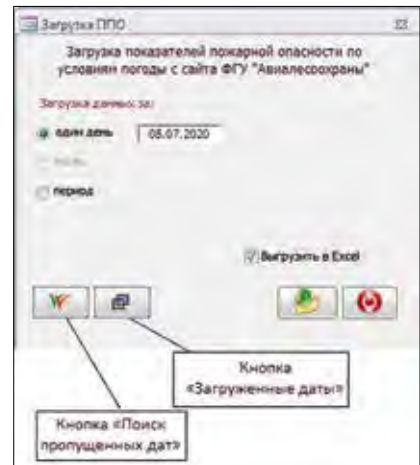 Загрузка ППО
Загрузка показателей пожарной опасности по
условиям погоды с сайта ФГУ "Авиалесоохраны"
Загрузка данных за:
один день 08.07.2020
период
Выгрузить в Excel
Кнопка
«Загруженные даты»
Кнопка «Поиск
пропущенных дат»